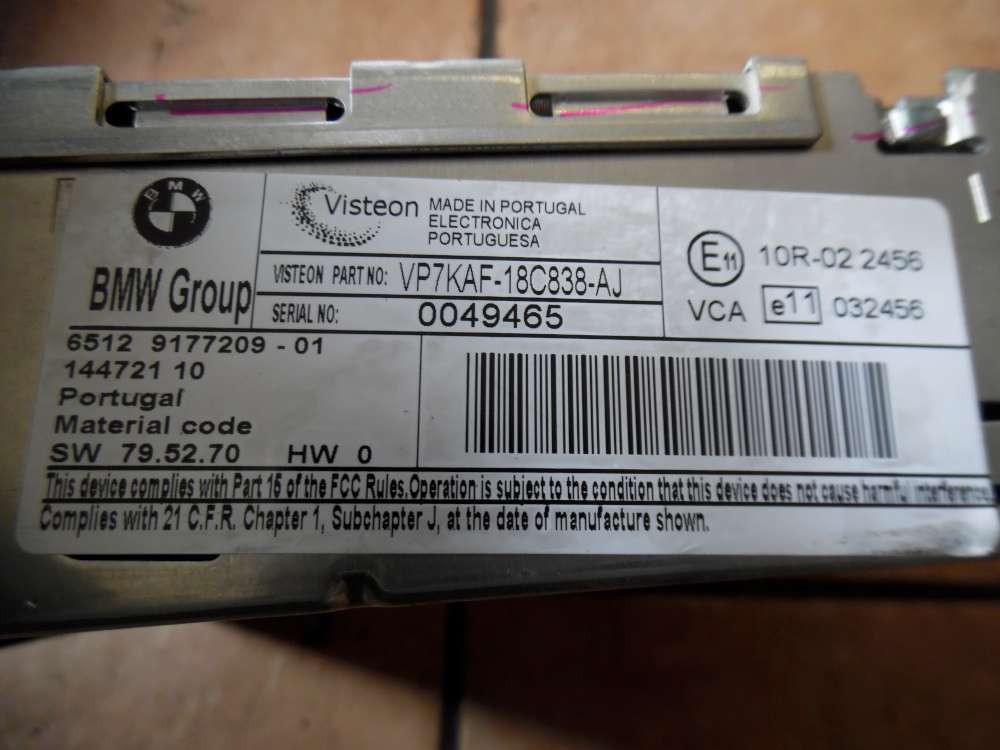 BMW
BMW Group
Visteon
MADE IN PORTUGAL
ELECTRONICA
PORTUGUESA
VISTEON PART NO: VP7KAF-18C838-AJ
SERIAL NO: 0049465
E11 10R-02 2456
VCA e11 032456
6512 9177209 - 01
144721 10
Portugal
Material code
SW 79.52.70 HW 0
This device complies with Part 15 of the FCC Rules.Operation is subject to the condition that this device does not cause harmful interference.
Complies with 21 C.F.R. Chapter 1, Subchapter J, at the date of manufacture shown.